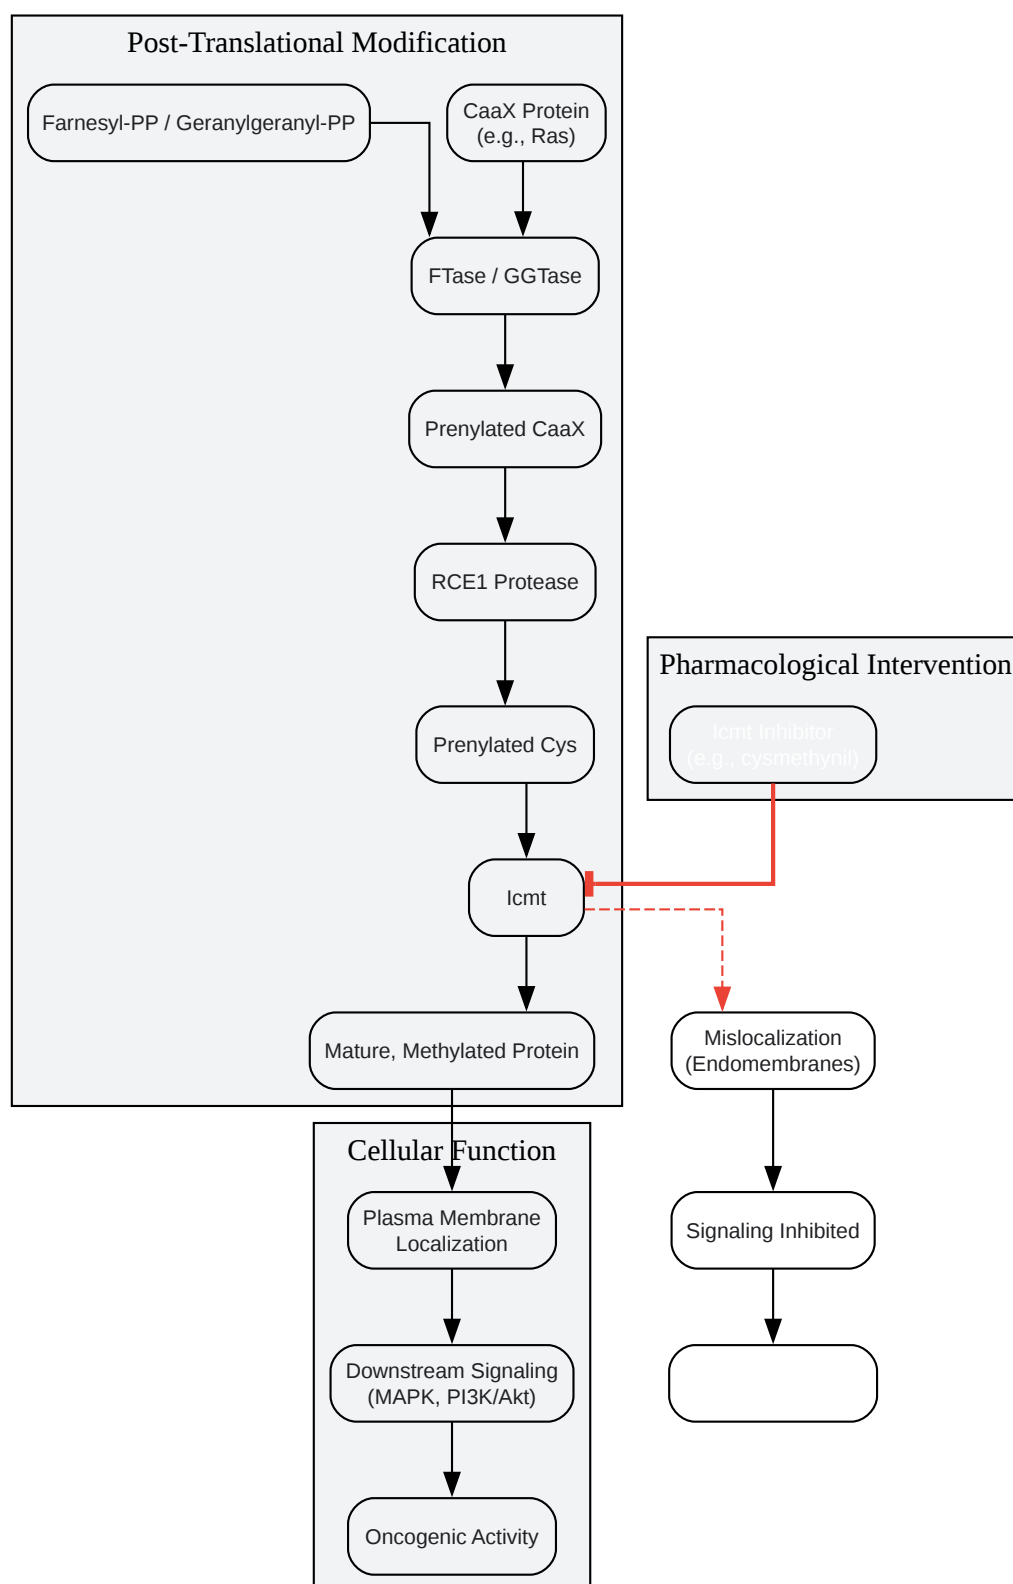 Post-Translational Modification
Farnesyl-PP / Geranylgeranyl-PP
CaaX Protein
(e.g., Ras)
FTase / GGTase
Prenylated CaaX
RCE1 Protease
Prenylated Cys
Pharmacological Intervention
Icmt Inhibitor
(e.g., cysmethynil)
Icmt
Mature, Methylated Protein
Mislocalization
(Endomembranes)
Cellular Function
Plasma Membrane
Localization
Signaling Inhibited
Downstream Signaling
(MAPK, PI3K/Akt)
Oncogenic Activity